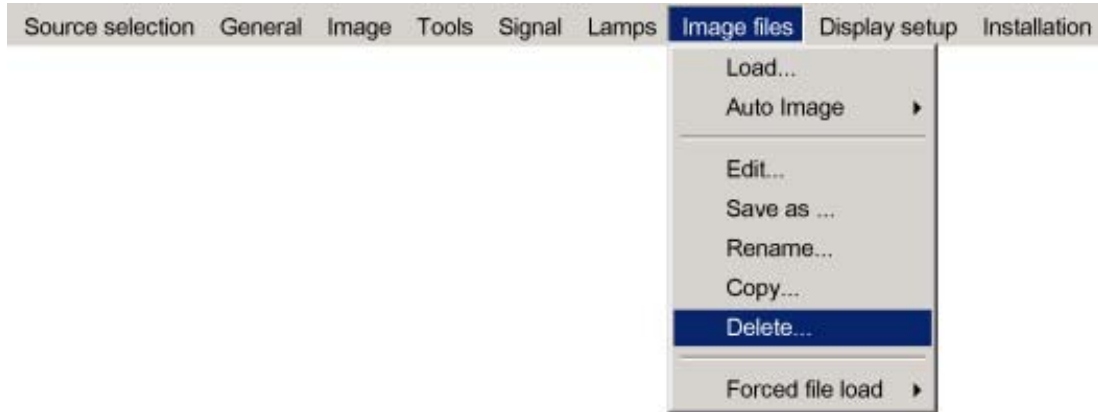 Source selection General Image Tools Signal Lamps Image files Display setup Installation
Load...
Auto Image
Edit...
Save as ...
Rename...
Copy...
Delete...
Forced file load